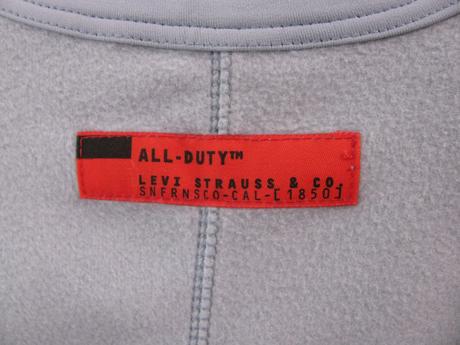 ALL-DUTY™
LEVI STRAUSS & CO.
SNFRNSCO-CAL-[1850]